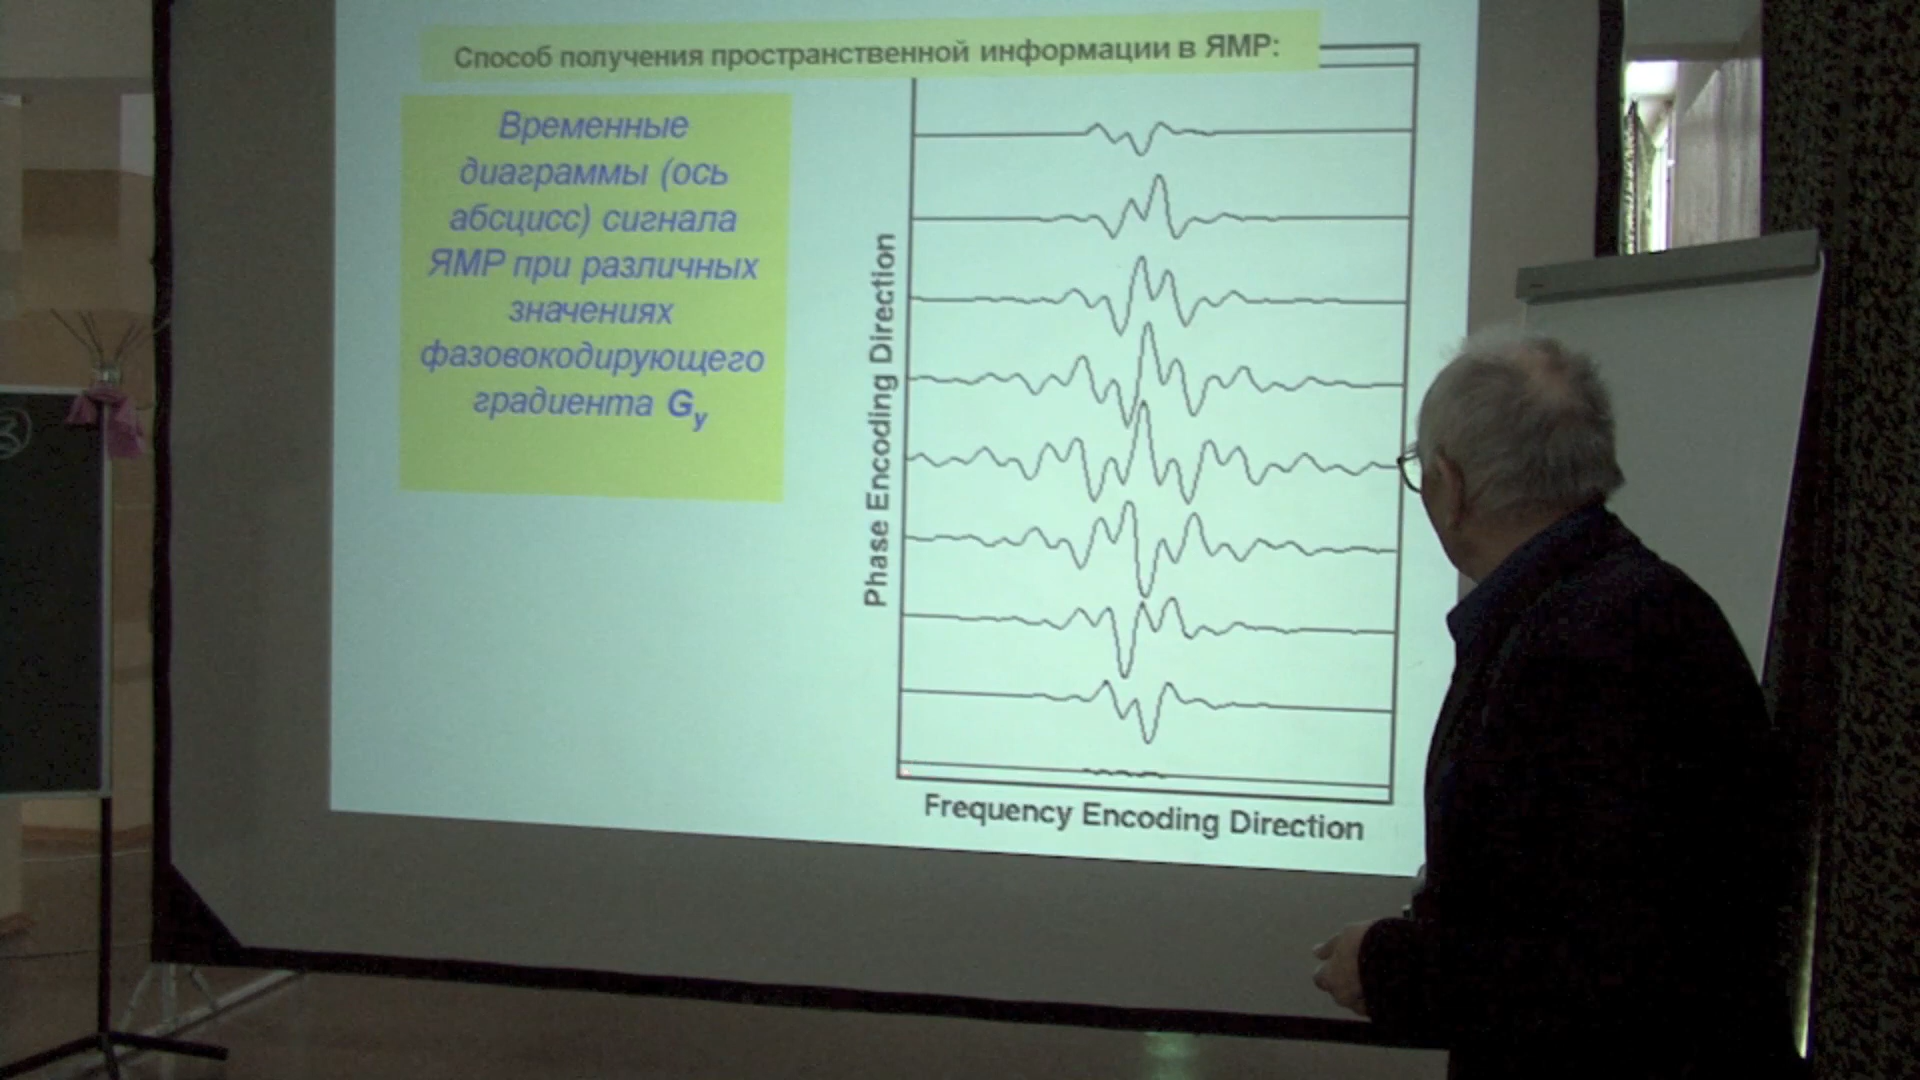 Способ получения пространственной информации в ЯМР:
Временные
диаграммы (ось
абсцисс) сигнала
ЯМР при различных
значениях
фазовокодирующего
градиента Gy
Phase Encoding Direction
Frequency Encoding Direction